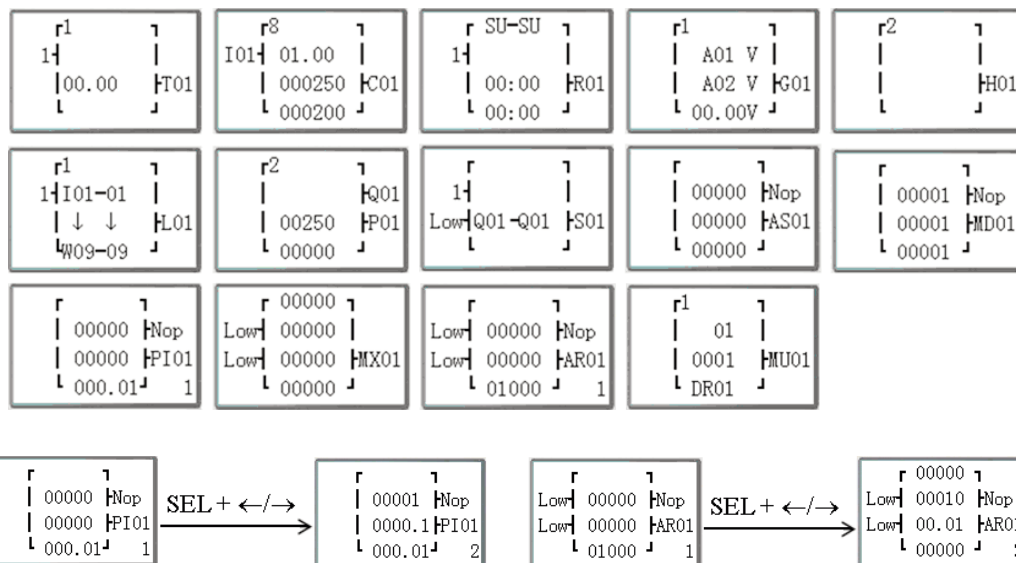 1
1
00.00 T01
8
I01 01.00
000250 C01
000200
SU-SU
1
00:00 R01
00:00
1
A01 V
A02 V G01
00.00V
2
H01
1
1 I01-01
↓ ↓ L01
W09-09
2
Q01
00250 P01
00000
1
Low Q01-Q01 S01
00000 Nop
00000 AS01
00000
00001 Nop
00001 MD01
00001
00000 Nop
00000 PI01
000.01 1
00000
Low 00000
Low 00000 MX01
00000
Low 00000 Nop
Low 00000 AR01
01000 1
1
01
0001 MU01
DR01
00000 Nop
00000 PI01
000.01 1
SEL + ←/→
00001 Nop
0000.1 PI01
000.01 2
Low 00000 Nop
Low 00000 AR01
01000 1
SEL + ←/→
00000
Low 00010 Nop
Low 00.01
00000